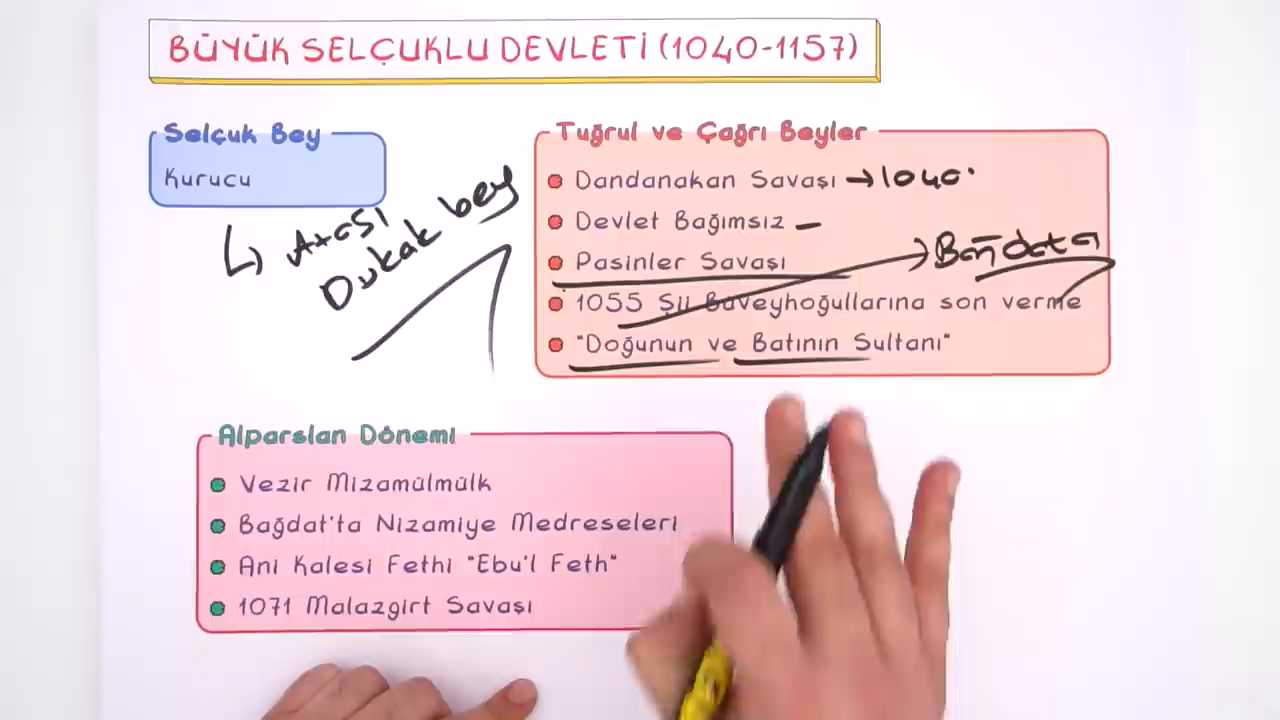 BÜYÜK SELÇUKLU DEVLETİ (1040-1157)
Selçuk Bey
Kurucu
Atası
Dukak bey
Tuğrul ve Çağrı Beyler
Dandanakan Savaşı → 1040
Devlet Bağımsız
Pasinler Savaşı
1055 Şii Büveyhoğullarına son verme
"Doğunun ve Batının Sultanı"
Alparslan Dönemi
Vezir Mizamülmülk
Bağdat'ta Nizamiye Medreseleri
Ani Kalesi Fethi "Ebu'l Feth"
1071 Malazgirt Savaşı